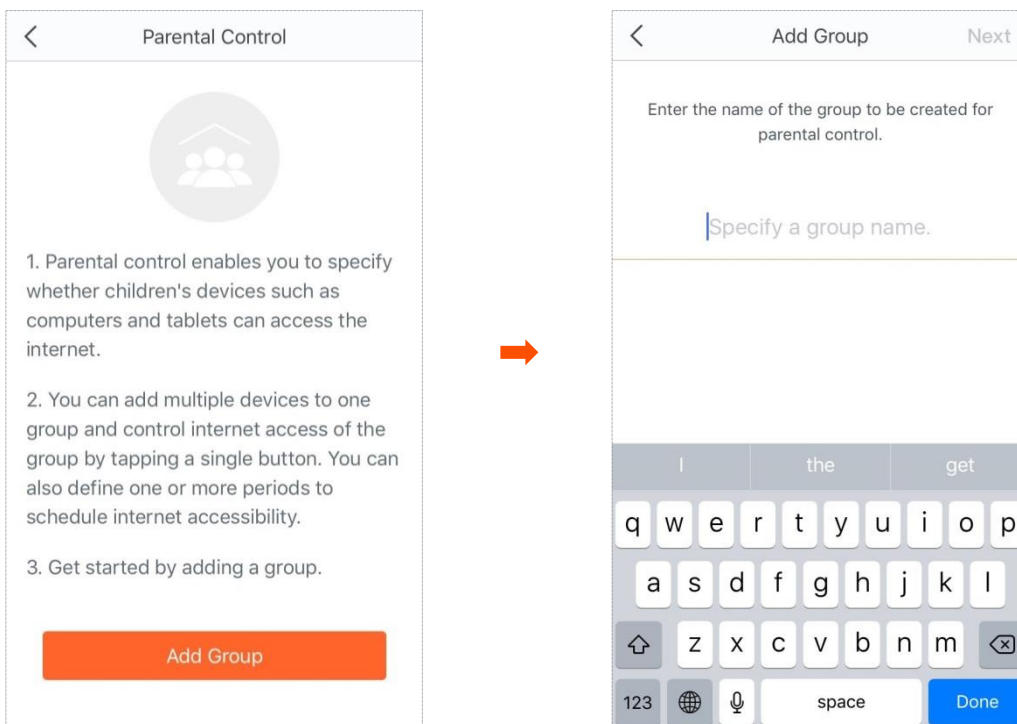 Parental Control
1. Parental control enables you to specify
whether children's devices such as
computers and tablets can access the
internet.
2. You can add multiple devices to one
group and control internet access of the
group by tapping a single button. You can
also define one or more periods to
schedule internet accessibility.
3. Get started by adding a group.
Add Group
Add Group Next
Enter the name of the group to be created for
parental control.
Specify a group name.
I the get
q w e r t y u i o p
a s d f g h j k l
z x c v b n m
123 space Done